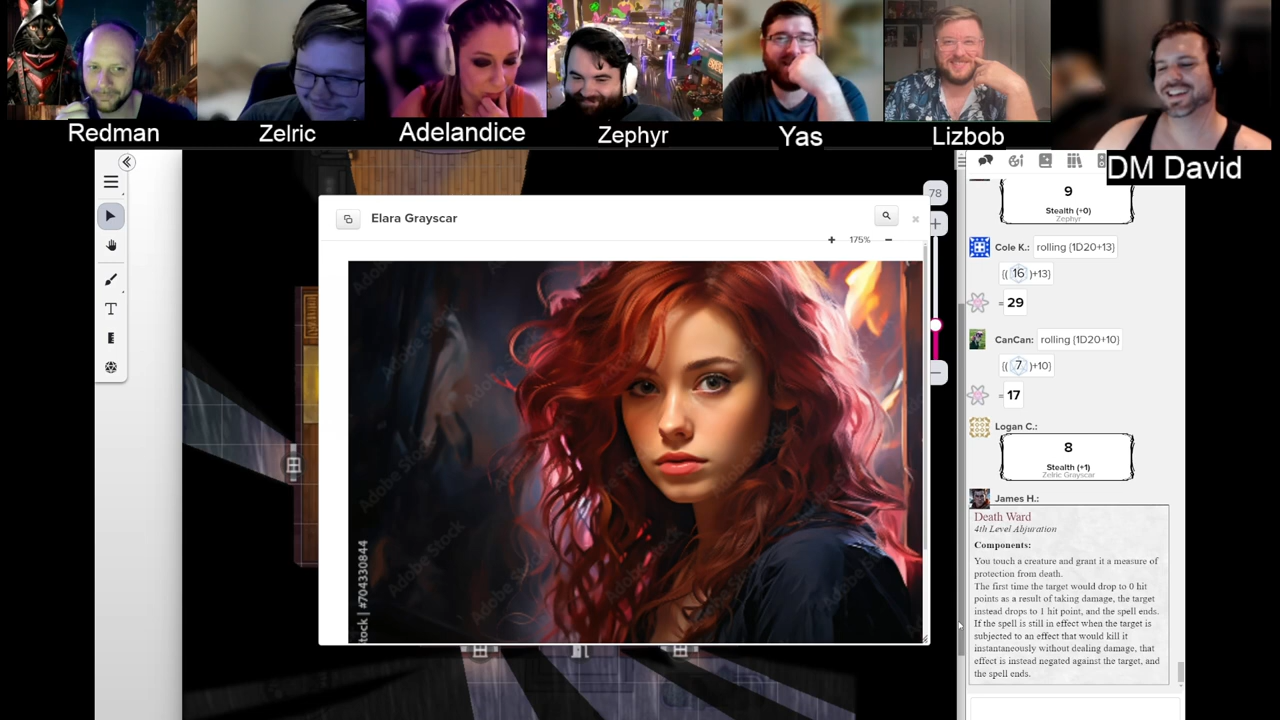 Redman
Zelric
Adelandice
Zephyr
Yas
Lizbob
DM David
Elara Grayscar
175%
78
9
Stealth (+0)
Zephyr
Cole K.: rolling {1D20+13}
{( 16 )+13}
= 29
CanCan: rolling {1D20+10}
{( 7 )+10}
= 17
Logan C.:
8
Stealth (+1)
Zelric Grayscar
James H.:
Death Ward
4th Level Abjuration
Components:
You touch a creature and grant it a measure of
protection from death.
The first time the target would drop to 0 hit
points as a result of taking damage, the target
instead drops to 1 hit point, and the spell ends.
If the spell is still in effect when the target is
subjected to an effect that would kill it
instantaneously without dealing damage, that
effect is instead negated against the target, and
the spell ends.
Adobe Stock
tock | #704330844